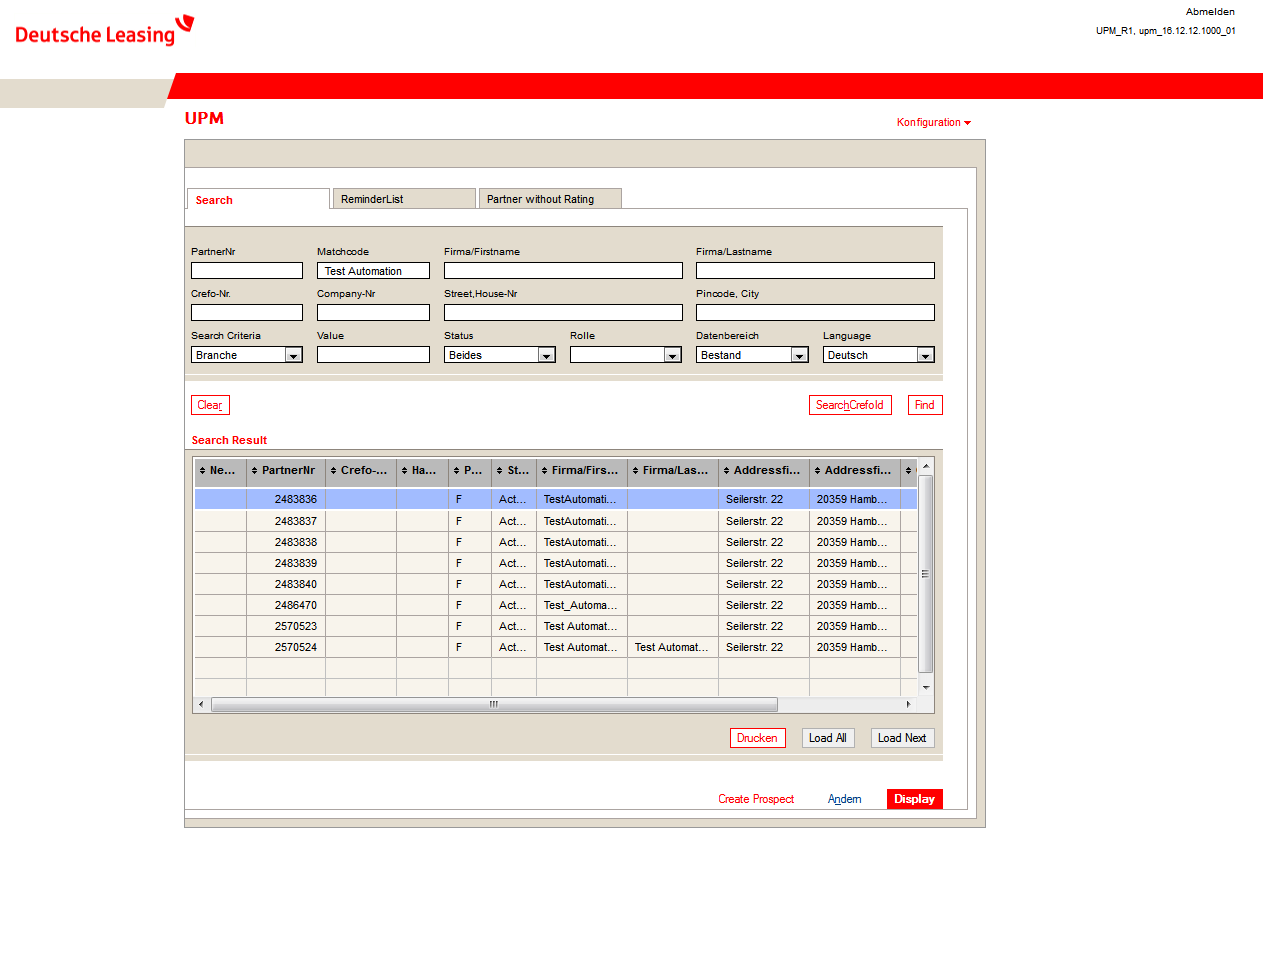 Abmelden
Deutsche Leasing
UPM_R1, upm_16.12.12.1000_01
UPM
Konfiguration
Search ReminderList Partner without Rating
PartnerNr Matchcode Firma/Firstname Firma/Lastname
Test Automation
Crefo-Nr. Company-Nr Street,House-Nr Pincode, City
Search Criteria Value Status Rolle Datenbereich Language
Branche Beides Bestand Deutsch
Clear SearchCrefoId Find
Search Result
Ne... PartnerNr Crefo-... Ha... P... St... Firma/Firs... Firma/Las... Addressfi... Addressfi...
2483836 F Act... TestAutomati... Seilerstr. 22 20359 Hamb...
2483837 F Act... TestAutomati... Seilerstr. 22 20359 Hamb...
2483838 F Act... TestAutomati... Seilerstr. 22 20359 Hamb...
2483839 F Act... TestAutomati... Seilerstr. 22 20359 Hamb...
2483840 F Act... TestAutomati... Seilerstr. 22 20359 Hamb...
2486470 F Act... Test_Automa... Seilerstr. 22 20359 Hamb...
2570523 F Act... Test Automat... Seilerstr. 22 20359 Hamb...
2570524 F Act... Test Automat... Test Automat... Seilerstr. 22 20359 Hamb...
Drucken Load All Load Next
Create Prospect Andern Display